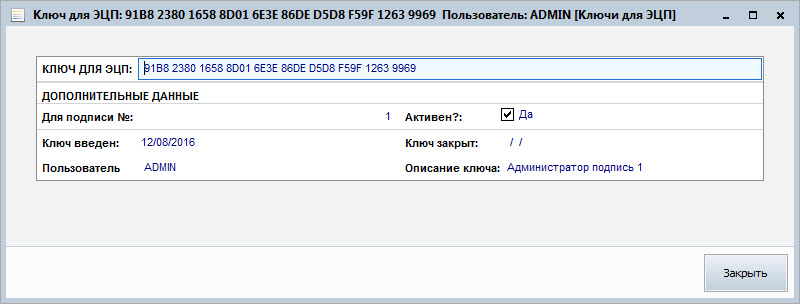 Ключ для ЭЦП: 91B8 2380 1658 8D01 6E3E 86DE D5D8 F59F 1263 9969 Пользователь: ADMIN [Ключи для ЭЦП]
КЛЮЧ ДЛЯ ЭЦП: 91B8 2380 1658 8D01 6E3E 86DE D5D8 F59F 1263 9969
ДОПОЛНИТЕЛЬНЫЕ ДАННЫЕ
Для подписи №: 1 Активен?: Да
Ключ введен: 12/08/2016 Ключ закрыт: / /
Пользователь ADMIN Описание ключа: Администратор подпись 1
Закрыть